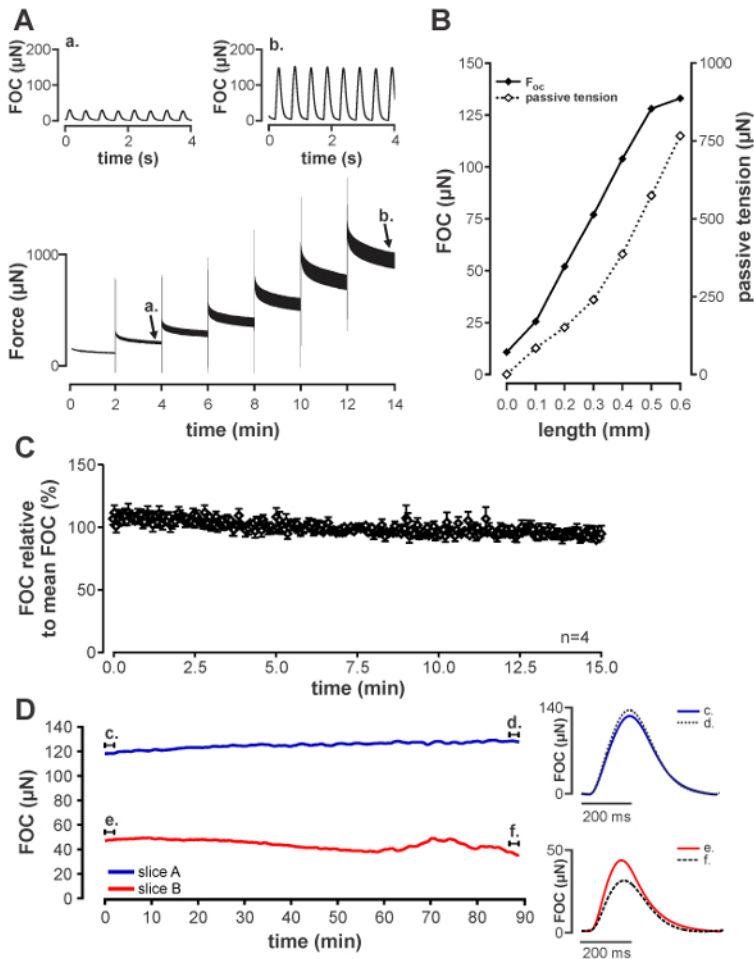 A
a.
b.
FOC (µN)
200
100
0
0 2 4
time (s)
FOC (µN)
200
100
0
0 2 4
time (s)
Force (µN)
1000
0
a.
b.
0 2 4 6 8 10 12 14
time (min)
B
FOC (µN)
150
125
100
75
50
25
0
Foc
passive tension
1000
750
500
250
0
passive tension (µN)
0.0 0.1 0.2 0.3 0.4 0.5 0.6
length (mm)
C
FOC relative
to mean FOC (%)
150
100
50
0
n=4
0.0 2.5 5.0 7.5 10.0 12.5 15.0
time (min)
D
FOC (µN)
140
120
100
80
60
40
20
0
c.
d.
e.
f.
slice A
slice B
0 10 20 30 40 50 60 70 80 90
time (min)
FOC (µN)
140
0
c.
d.
200 ms
FOC (µN)
50
0
e.
f.
200 ms